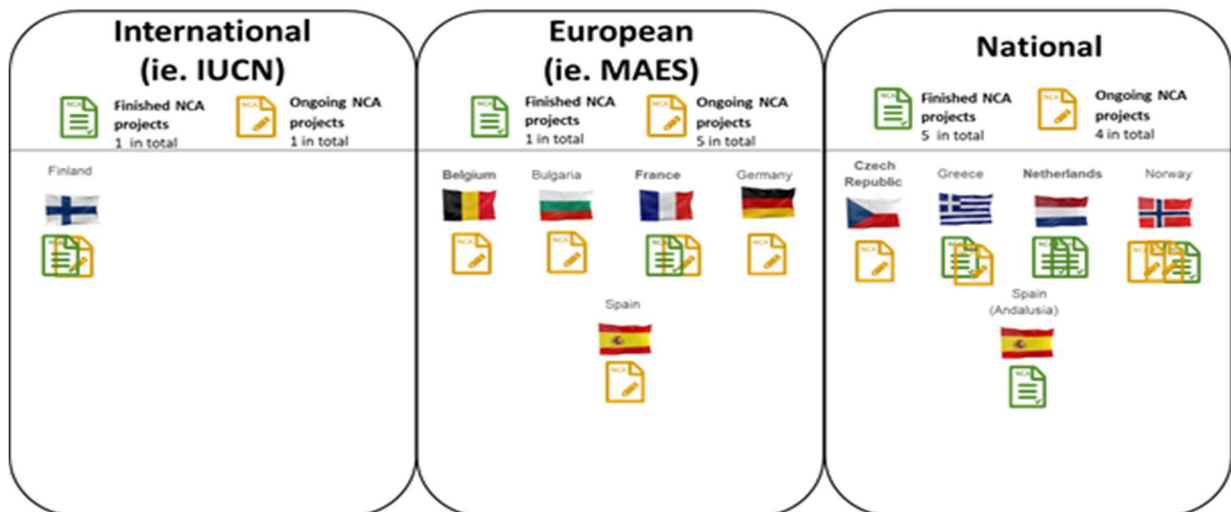 International
(ie. IUCN)
Finished NCA
projects
1 in total
Ongoing NCA
projects
1 in total
Finland
European
(ie. MAES)
Finished NCA
projects
1 in total
Ongoing NCA
projects
5 in total
Belgium
Bulgaria
France
Germany
Spain
National
Finished NCA
projects
5 in total
Ongoing NCA
projects
4 in total
Czech
Republic
Greece
Netherlands
Norway
Spain
(Andalusia)